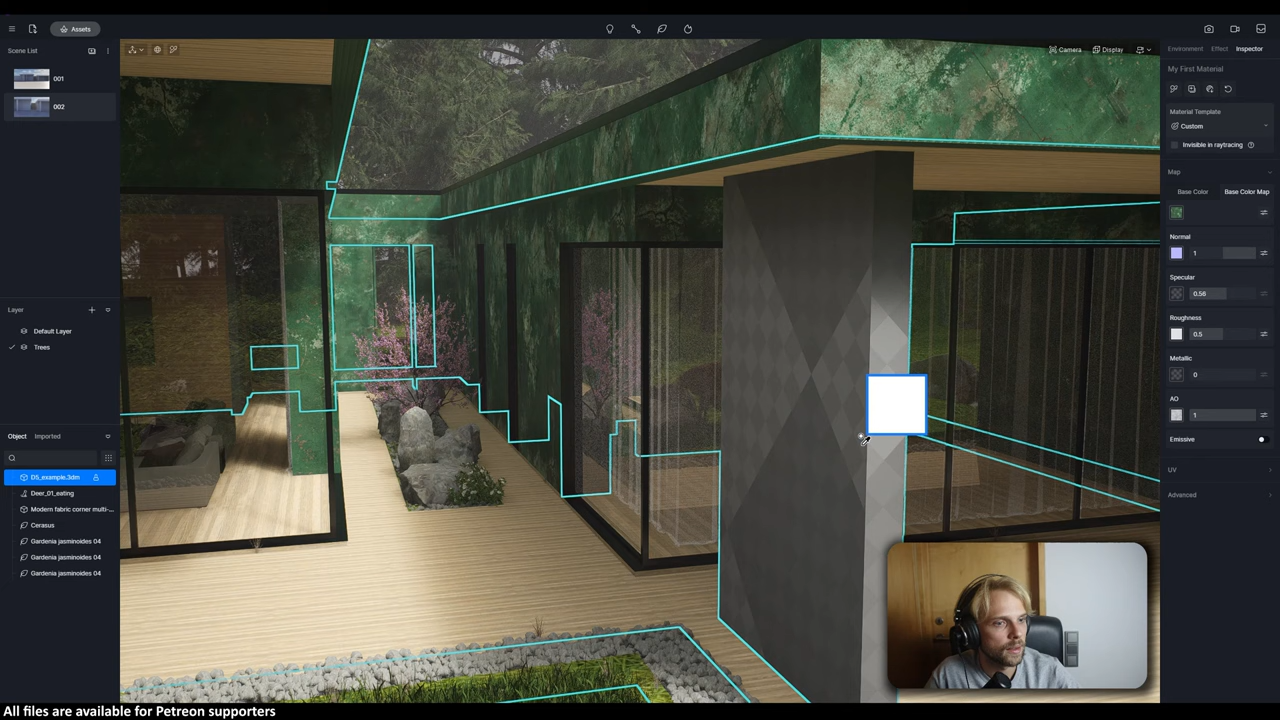 Assets
Scene List
001
002
Layer
Default Layer
Trees
Object
Imported
D5_example.3dm
Deer_01_eating
Modern fabric corner multi-...
Cerasus
Gardenia jasminoides 04
Gardenia jasminoides 04
Gardenia jasminoides 04
Camera
Display
Environment
Effect
Inspector
My First Material
Material Template
Custom
Invisible in raytracing
Map
Base Color
Base Color Map
Normal
1
Specular
0.56
Roughness
0.5
Metallic
0
AO
1
Emissive
UV
Advanced
All files are available for Petreon supporters